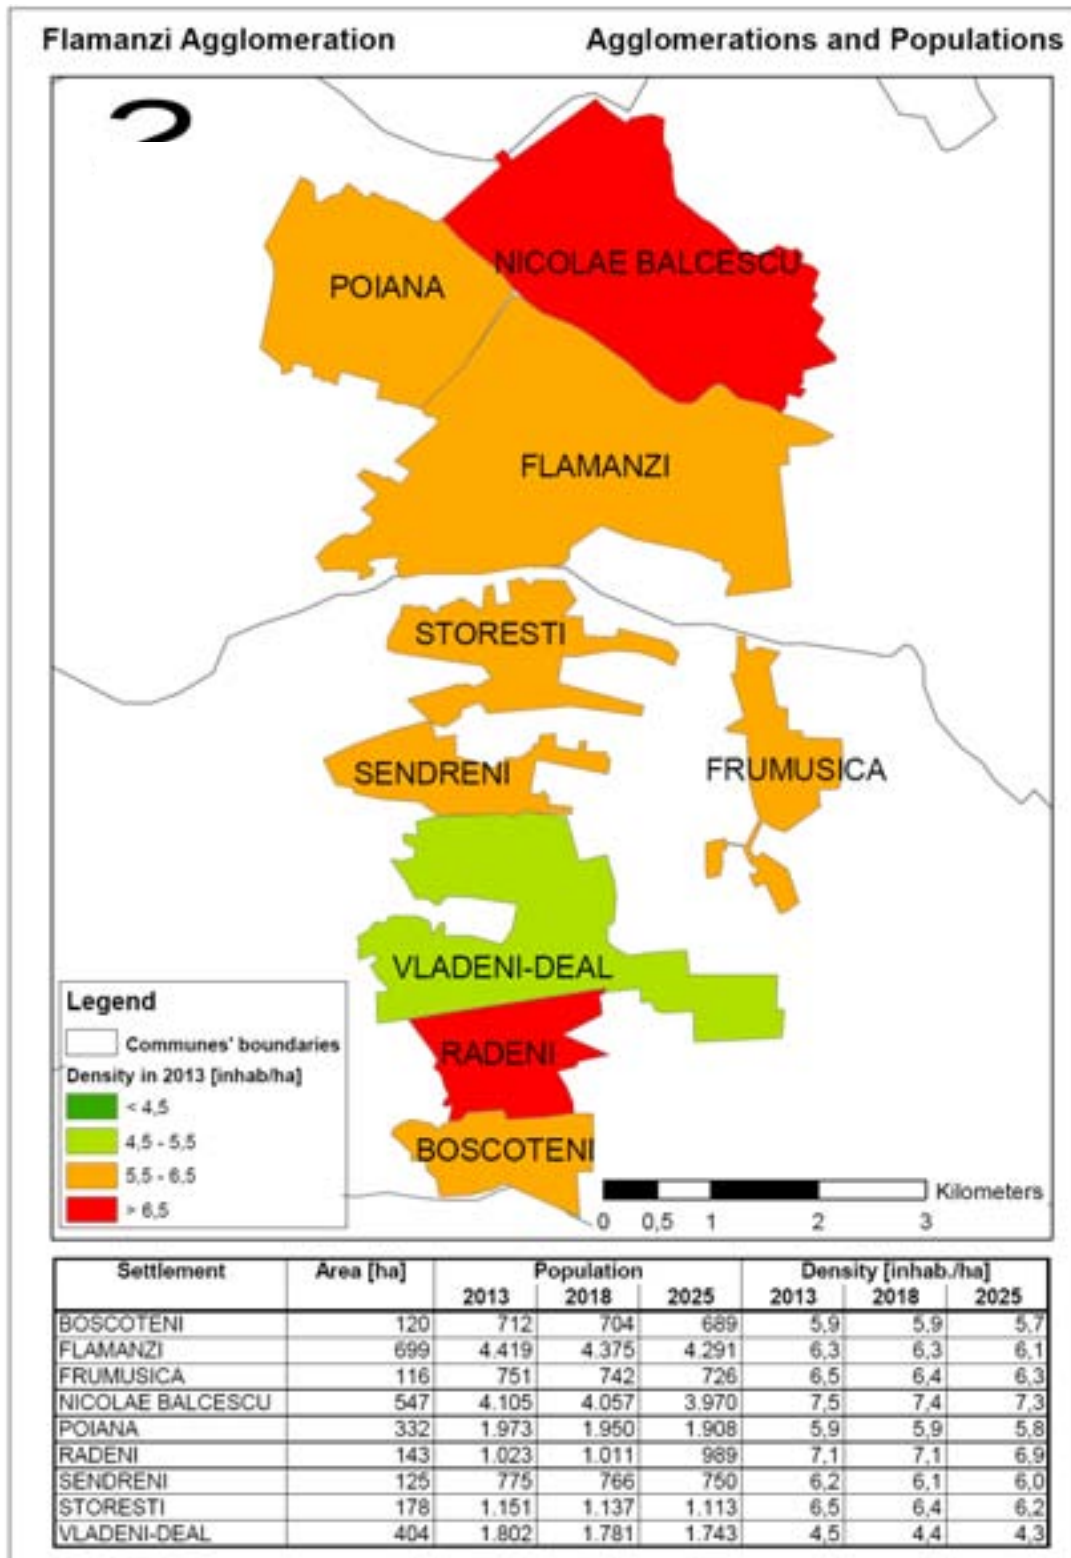 Flamanzi Agglomeration Agglomerations and Populations
NICOLAE BALCESCU
POIANA
FLAMANZI
STORESTI
SENDRENI
FRUMUSICA
VLADENI-DEAL
RADENI
BOSCOTENI
Legend
Communes' boundaries
Density in 2013 [inhab/ha]
< 4,5
4,5 - 5,5
5,5 - 6,5
> 6,5
Kilometers
0 0,5 1 2 3
Settlement Area [ha] Population Density [inhab./ha]
2013 2018 2025 2013 2018 2025
BOSCOTENI 120 712 704 689 5,9 5,9 5,7
FLAMANZI 699 4.419 4.375 4.291 6,3 6,3 6,1
FRUMUSICA 116 751 742 726 6,5 6,4 6,3
NICOLAE BALCESCU 547 4.105 4.057 3.970 7,5 7,4 7,3
POIANA 332 1.973 1.950 1.908 5,9 5,9 5,8
RADENI 143 1.023 1.011 989 7,1 7,1 6,9
SENDRENI 125 775 766 750 6,2 6,1 6,0
STORESTI 178 1.151 1.137 1.113 6,5 6,4 6,2
VLADENI-DEAL 404 1.802 1.781 1.743 4,5 4,4 4,3